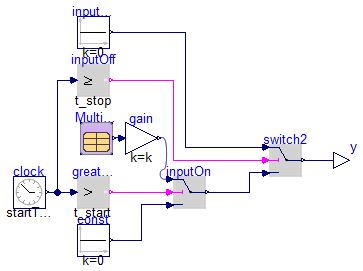 input...
k=0
inputOff
≥
t_stop
Multi...
gain
k=k
clock
startT...
great...
>
t_start
inputOn
switch2
y
const
k=0